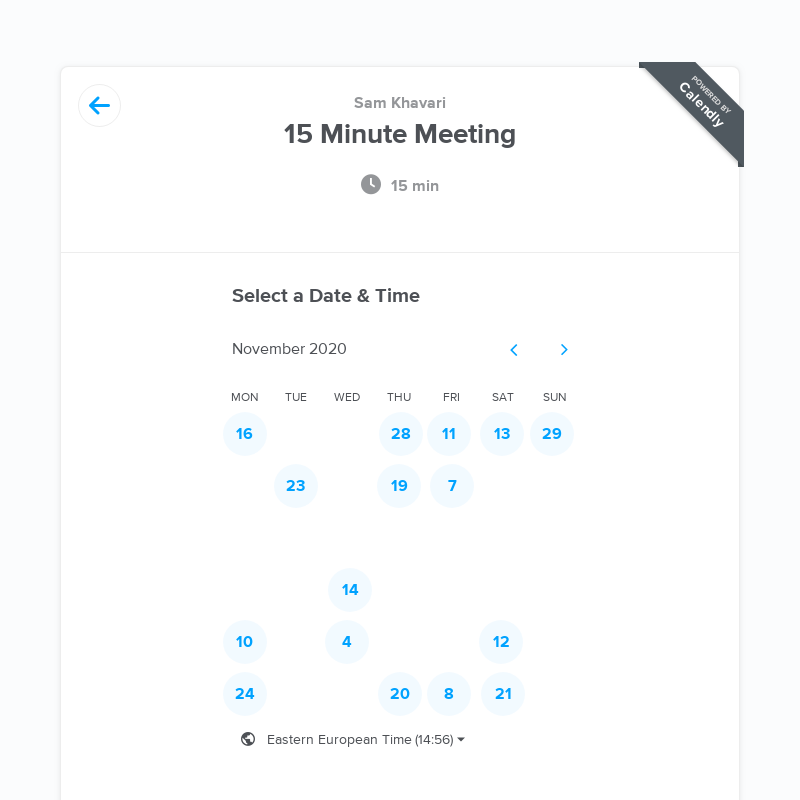 POWERED BY
Calendly
Sam Khavari
15 Minute Meeting
15 min
Select a Date & Time
November 2020
MON TUE WED THU FRI SAT SUN
16 28 11 13 29
23 19 7
14
10 4 12
24 20 8 21
Eastern European Time (14:56)